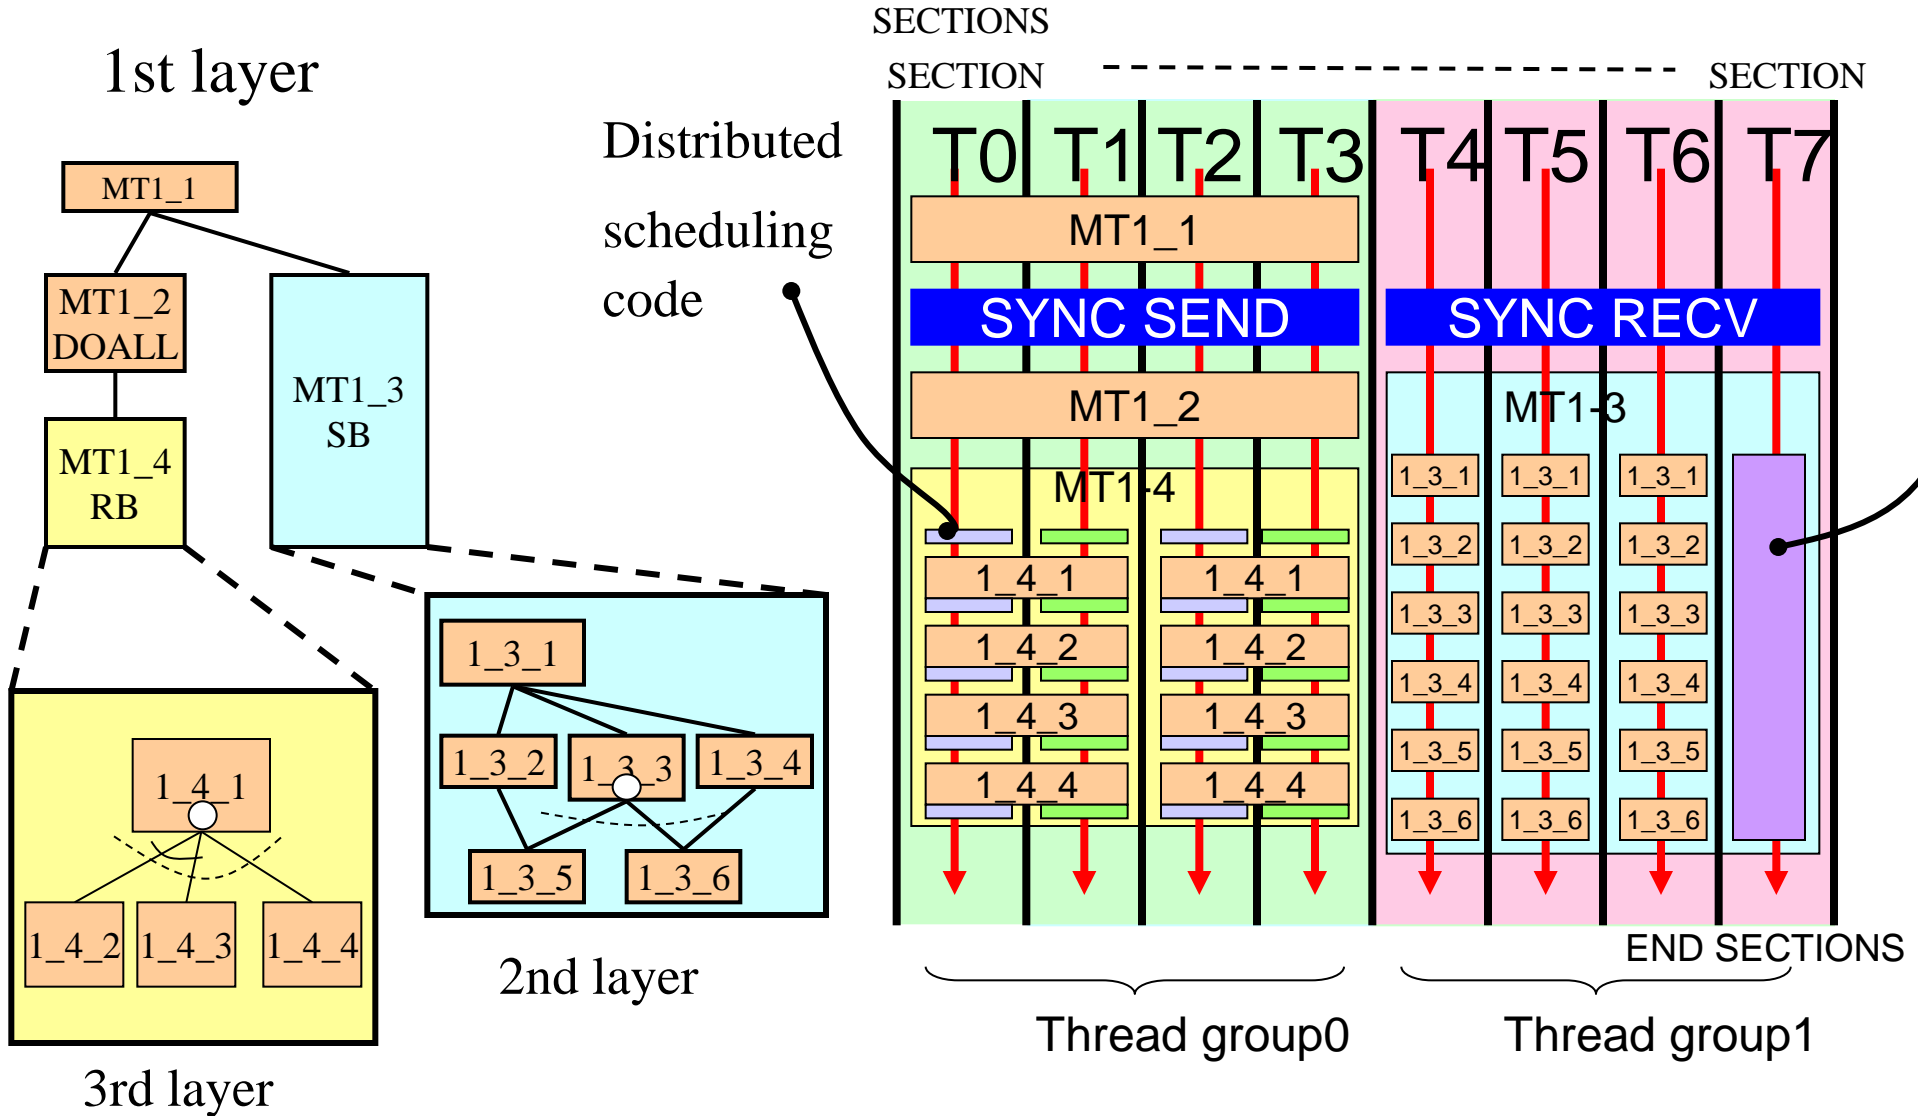 SECTIONS
1st layer
SECTION
SECTION
Distributed
scheduling
code
T0
T1
T2
T3
T4
T5
T6
T7
MT1_1
MT1_2
DOALL
MT1_3
SB
MT1_4
RB
MT1_1
SYNC SEND
SYNC RECV
MT1_2
MT1-3
MT1-4
1_4_1
1_4_1
1_4_2
1_4_2
1_4_3
1_4_3
1_4_4
1_4_4
1_3_1
1_3_1
1_3_1
1_3_2
1_3_2
1_3_2
1_3_3
1_3_3
1_3_3
1_3_4
1_3_4
1_3_4
1_3_5
1_3_5
1_3_5
1_3_6
1_3_6
1_3_6
1_3_1
1_3_2
1_3_3
1_3_4
1_3_5
1_3_6
2nd layer
1_4_1
1_4_2
1_4_3
1_4_4
3rd layer
END SECTIONS
Thread group0
Thread group1